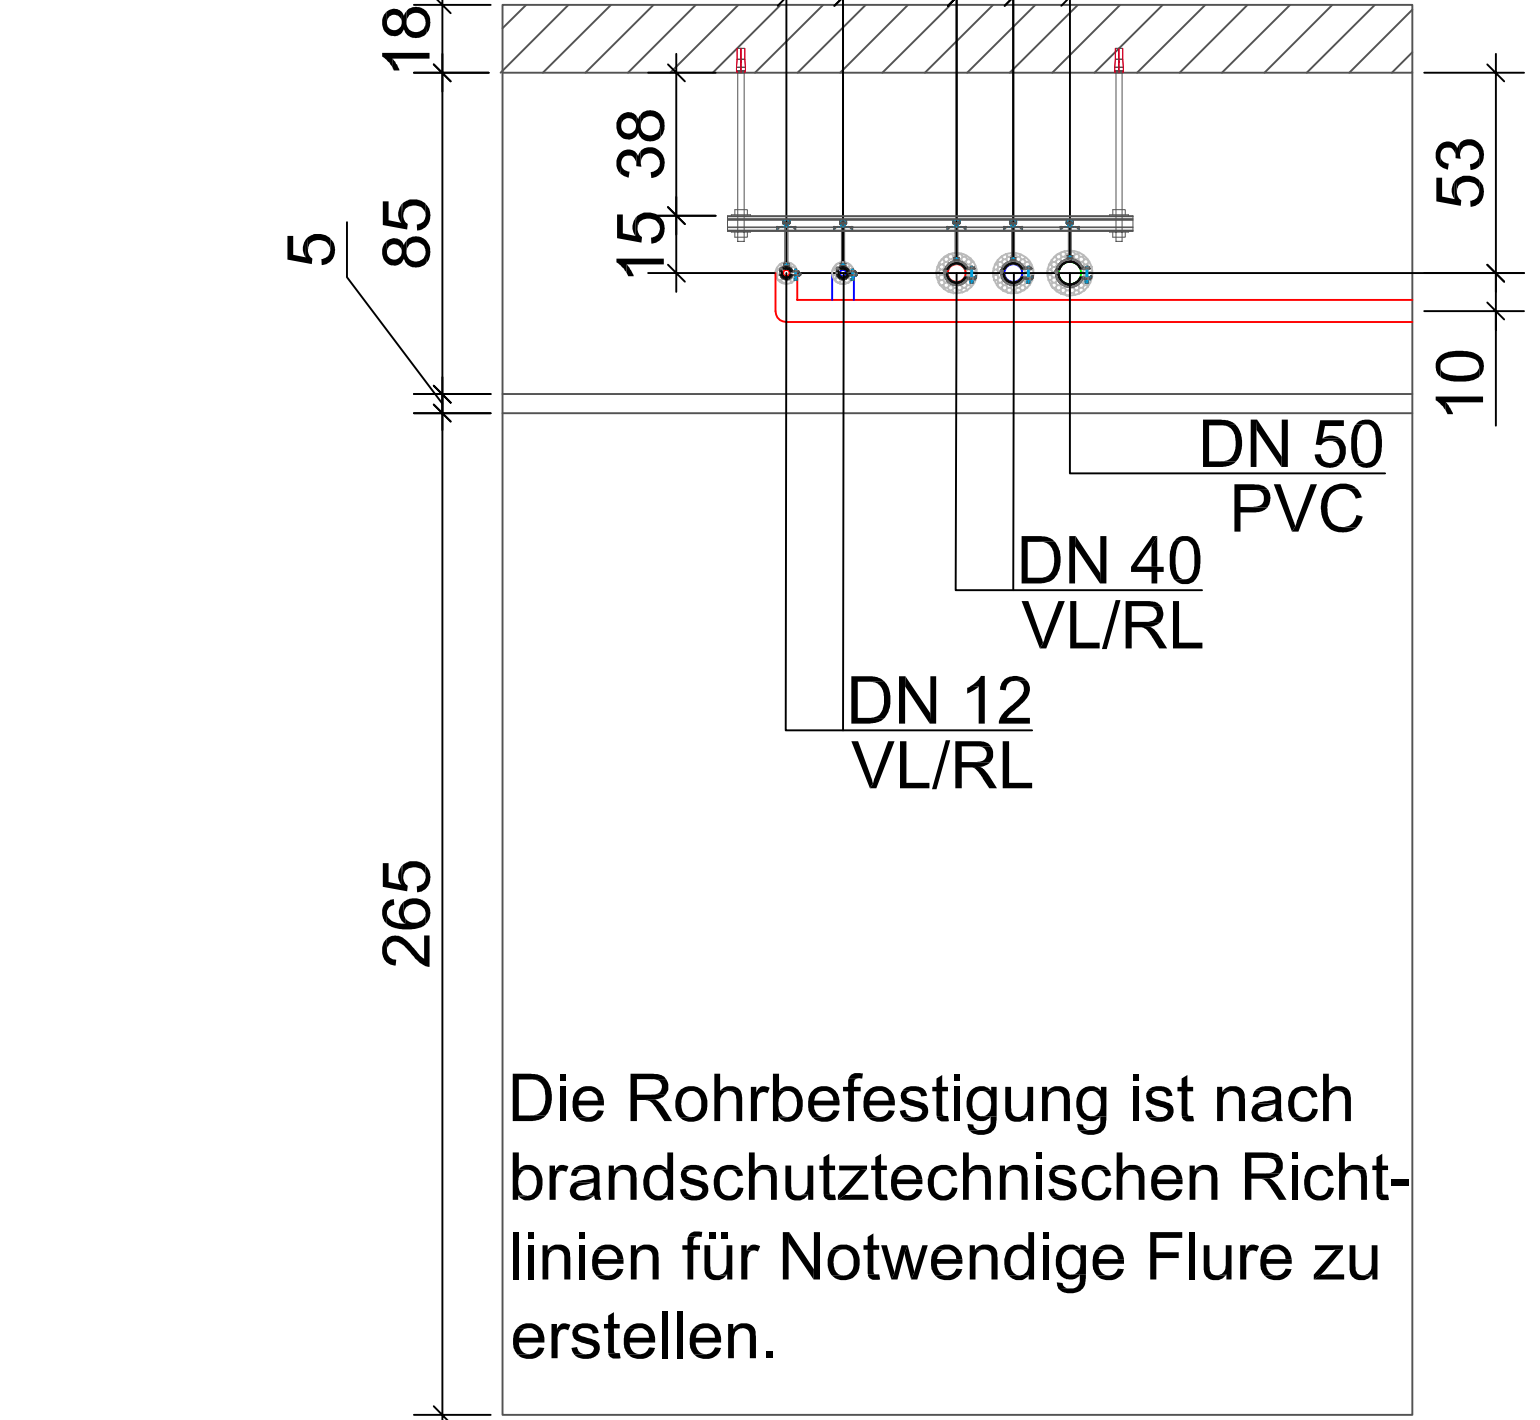 18
38
53
85
15
5
10
DN 50
PVC
DN 40
VL/RL
DN 12
VL/RL
265
Die Rohrbefestigung ist nach
brandschutztechnischen Richt-
linien für Notwendige Flure zu
erstellen.